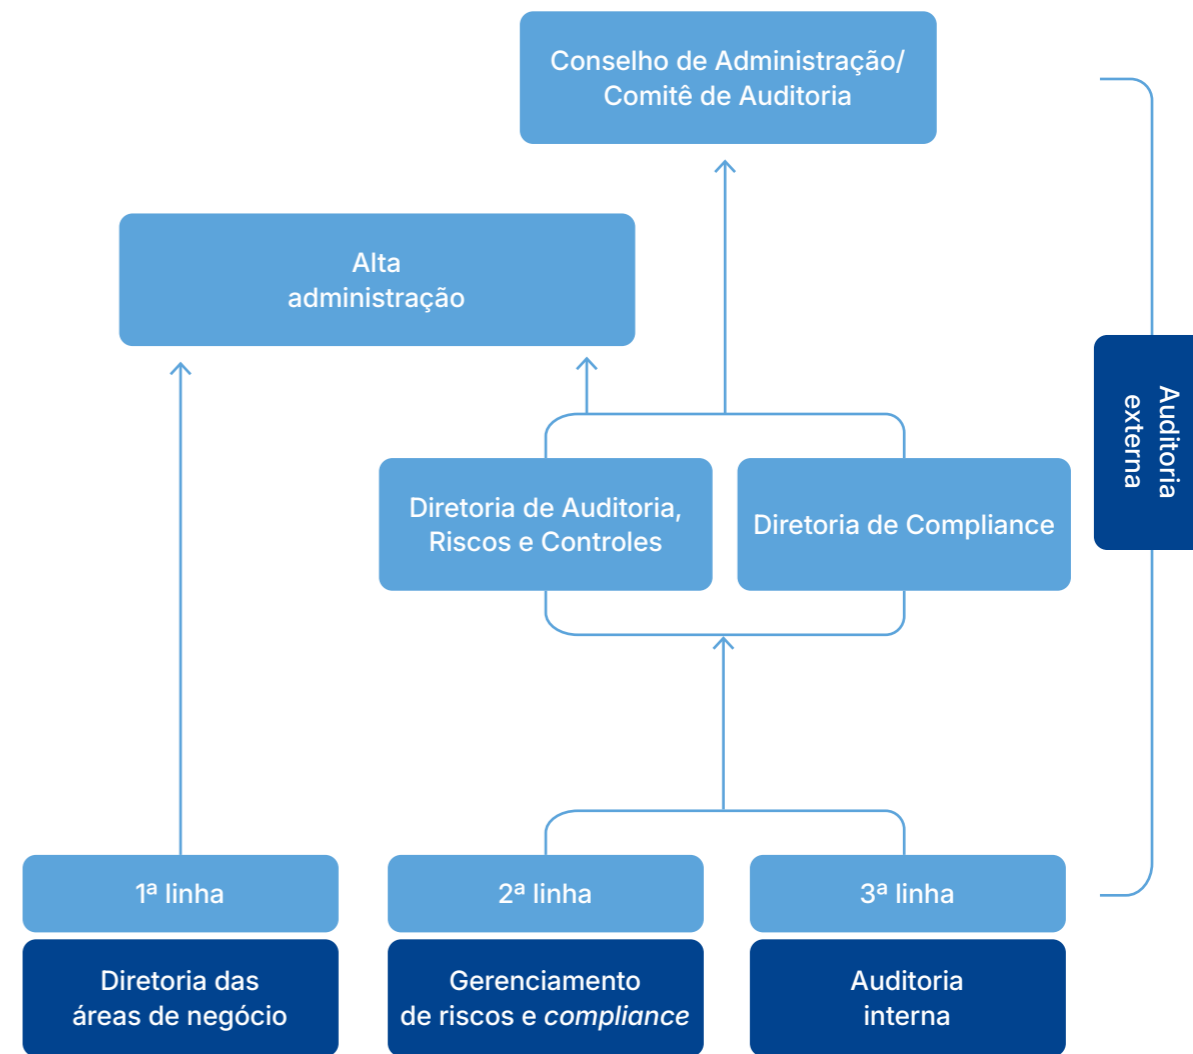 Conselho de Administração/
Comitê de Auditoria
Alta
administração
Diretoria de Auditoria,
Riscos e Controles
Diretoria de Compliance
Auditoria
externa
1ª linha
2ª linha
3ª linha
Diretoria das
áreas de negócio
Gerenciamento
de riscos e compliance
Auditoria
interna